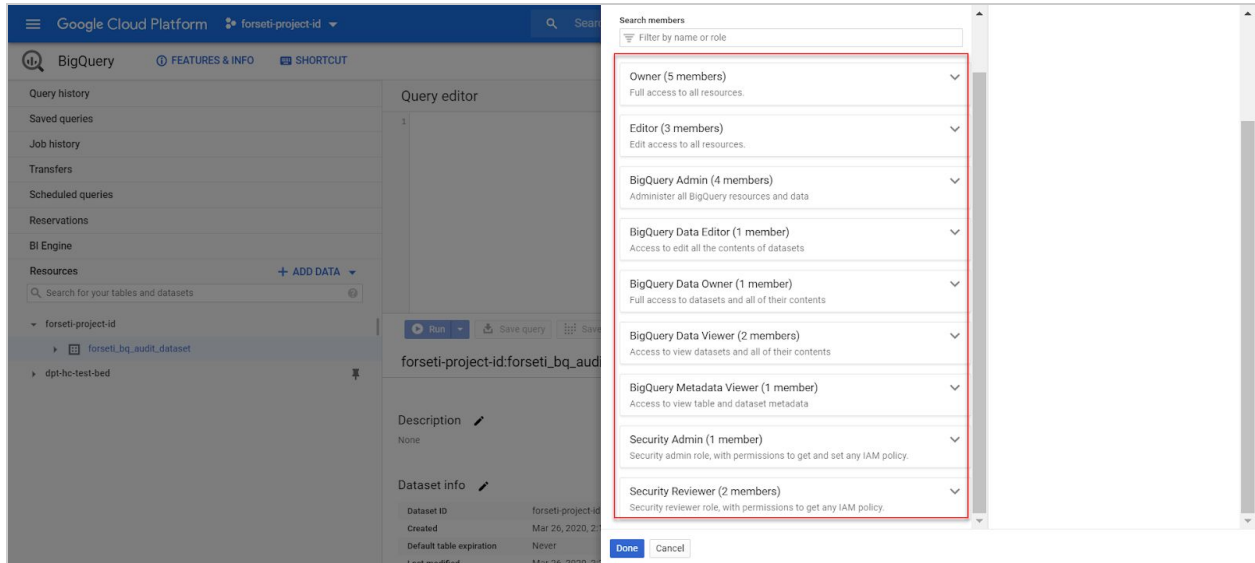 Google Cloud Platform forseti-project-id
BigQuery FEATURES & INFO SHORTCUT
Query history
Saved queries
Job history
Transfers
Scheduled queries
Reservations
BI Engine
Resources + ADD DATA
Search for your tables and datasets
forseti-project-id
forseti_bq_audit_dataset
dpt-hc-test-bed
Query editor
1
Run Save query
forseti-project-id:forseti_bq_audi
Description
None
Dataset info
Dataset ID forseti-project-id
Created Mar 26, 2020, 2:
Default table expiration Never
Last modified Mar 26, 2020, 2:
Search members
Filter by name or role
Owner (5 members)
Full access to all resources.
Editor (3 members)
Edit access to all resources.
BigQuery Admin (4 members)
Administer all BigQuery resources and data
BigQuery Data Editor (1 member)
Access to edit all the contents of datasets
BigQuery Data Owner (1 member)
Full access to datasets and all of their contents
BigQuery Data Viewer (2 members)
Access to view datasets and all of their contents
BigQuery Metadata Viewer (1 member)
Access to view table and dataset metadata
Security Admin (1 member)
Security admin role, with permissions to get and set any IAM policy.
Security Reviewer (2 members)
Security reviewer role, with permissions to get any IAM policy.
Done Cancel